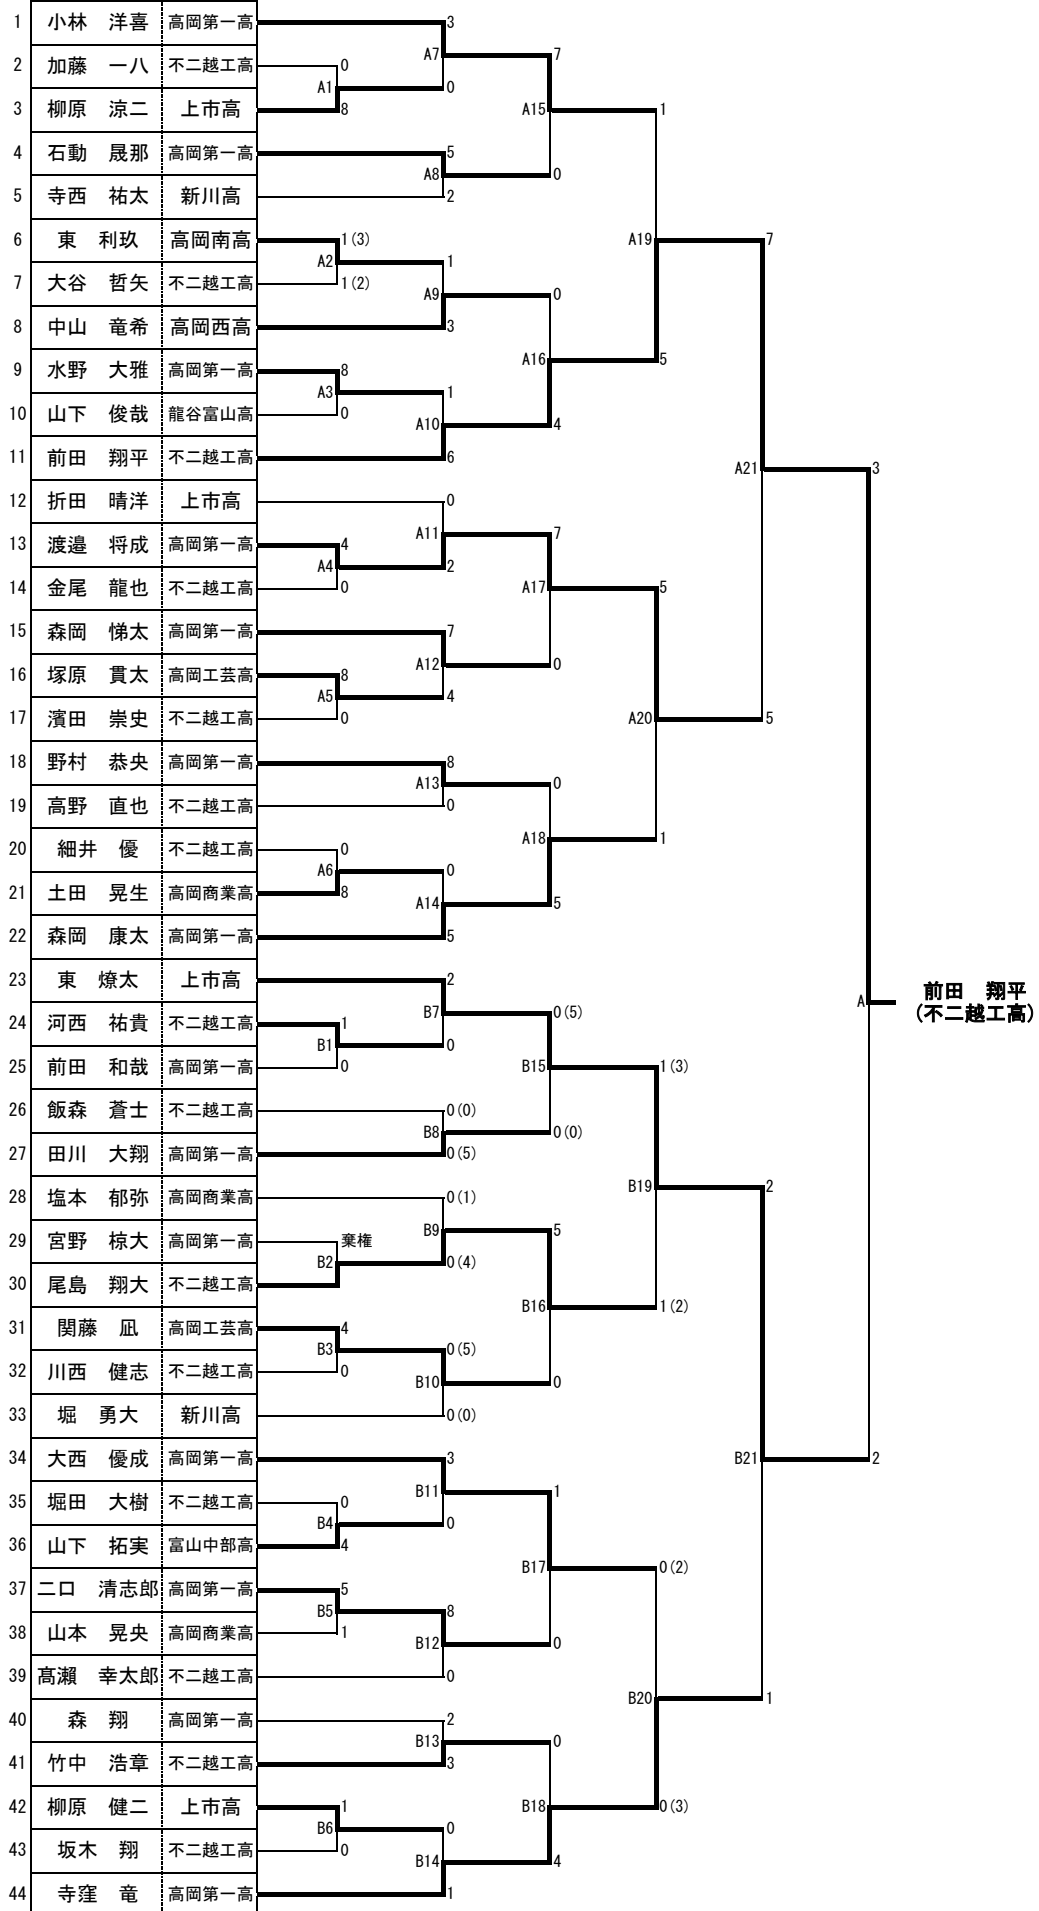 1 小林　洋喜 高岡第一高 3
A7 7
2 加藤　一八 不二越工高 0
A1 0
3 柳原　涼二 上市高 8 A15 1
4 石動　晟那 高岡第一高 5
A8 0
5 寺西　祐太 新川高 2
6 東　利玖 高岡南高 1(3) A19 7
A2 1
7 大谷　哲矢 不二越工高 1(2)
A9 0
8 中山　竜希 高岡西高 3
A16 5
9 水野　大雅 高岡第一高 8
A3 1
10 山下　俊哉 龍谷富山高 0
A10 4
11 前田　翔平 不二越工高 6
A21 3
12 折田　晴洋 上市高 0
A11 7
13 渡邉　将成 高岡第一高 4
A4 2
14 金尾　龍也 不二越工高 0 A17 5
15 森岡　悌太 高岡第一高 7
A12 0
16 塚原　貫太 高岡工芸高 8
A5 4
17 濱田　崇史 不二越工高 0 A20 5
18 野村　恭央 高岡第一高 8
A13 0
19 高野　直也 不二越工高 0
A18 1
20 細井　優 不二越工高 0
A6 0
21 土田　晃生 高岡商業高 8
A14 5
22 森岡　康太 高岡第一高 5
23 東　燎太 上市高 2
A 前田　翔平
(不二越工高)
B7 0(5)
24 河西　祐貴 不二越工高 1
B1 0
25 前田　和哉 高岡第一高 0 B15 1(3)
26 飯森　蒼士 不二越工高 0(0)
B8 0(0)
27 田川　大翔 高岡第一高 0(5)
B19 2
28 塩本　郁弥 高岡商業高 0(1)
B9 5
29 宮野　椋大 高岡第一高 棄権
B2 0(4)
30 尾島　翔大 不二越工高
B16 1(2)
31 関藤　凪 高岡工芸高 4
B3 0(5)
32 川西　健志 不二越工高 0
B10 0
33 堀　勇大 新川高 0(0)
34 大西　優成 高岡第一高 3 B21 2
B11 1
35 堀田　大樹 不二越工高 0
B4 0
36 山下　拓実 富山中部高 4
B17 0(2)
37 二口　清志郎 高岡第一高 5
B5 8
38 山本　晃央 高岡商業高 1
B12 0
39 髙瀨　幸太郎 不二越工高 0
B20 1
40 森　翔 高岡第一高 2
B13 0
41 竹中　浩章 不二越工高 3
42 柳原　健二 上市高 1 B18 0(3)
B6 0
43 坂木　翔 不二越工高 0
B14 4
44 寺窪　竜 高岡第一高 1